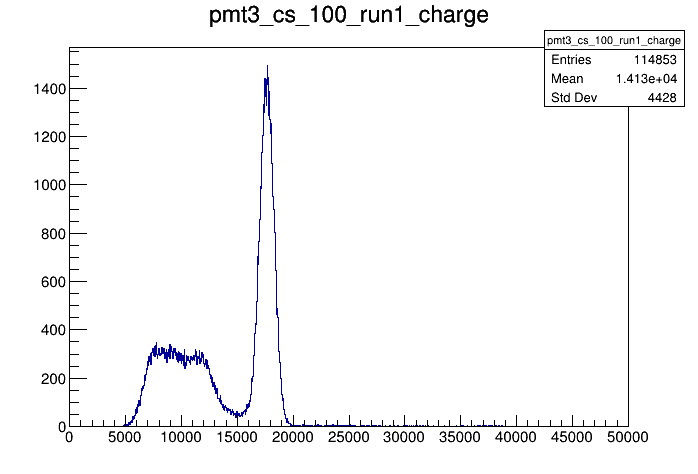 pmt3_cs_100_run1_charge
pmt3_cs_100_run1_charge
Entries 114853
Mean 1.413e+04
Std Dev 4428
1400
1200
1000
800
600
400
200
0
0 5000 10000 15000 20000 25000 30000 35000 40000 45000 50000